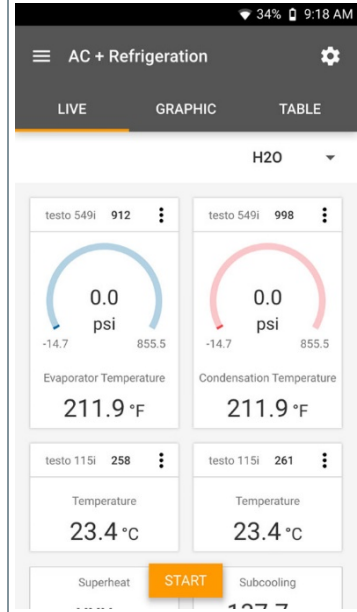 34% 9:18 AM
AC + Refrigeration
LIVE GRAPHIC TABLE
H2O
testo 549i 912 testo 549i 998
0.0 0.0
psi psi
-14.7 855.5 -14.7 855.5
Evaporator Temperature Condensation Temperature
211.9 °F 211.9 °F
testo 115i 258 testo 115i 261
Temperature Temperature
23.4 °C 23.4 °C
Superheat START Subcooling